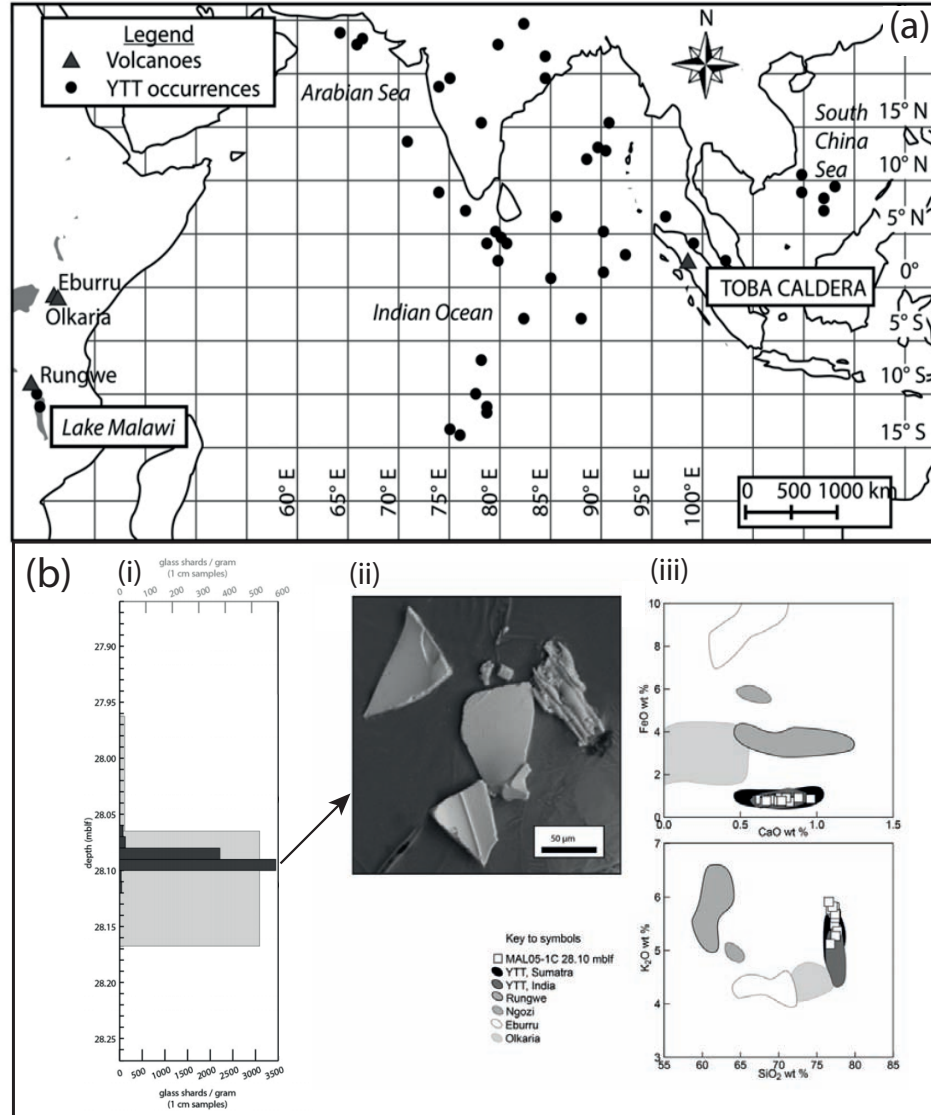 (a)
Legend
Volcanoes
YTT occurrences
N
Arabian Sea
South
China
Sea
15° N
10° N
5° N
0°
5° S
10° S
15° S
Eburru
Olkaria
Rungwe
Lake Malawi
Indian Ocean
TOBA CALDERA
60° E
65° E
70° E
75° E
80° E
85° E
90° E
95° E
100° E
0 500 1000 km
(b)
(i)
glass shards / gram
(1 cm samples)
0 100 200 300 400 500 600
depth (mblf)
27.90
27.95
28.00
28.05
28.10
28.15
28.20
28.25
0 500 1000 1500 2000 2500 3000 3500
glass shards / gram
(1 cm samples)
(ii)
50 µm
Key to symbols
MAL05-1C 28.10 mblf
YTT, Sumatra
YTT, India
Rungwe
Ngozi
Eburru
Olkaria
(iii)
FeO wt %
10
8
6
4
2
0
0.0 0.5 1.0 1.5
CaO wt %
K2O wt %
7
6
5
4
3
55 65 75 85
SiO2 wt %